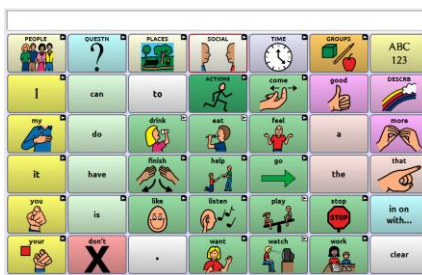 PEOPLE QUESTN PLACES SOCIAL TIME GROUPS ABC
123
?
I can to ACTIONS come good DESCRB
my do drink eat feel a more
it have finish help go the that
you is like listen play stop in on
with...
STOP
your don't . want watch work clear
X